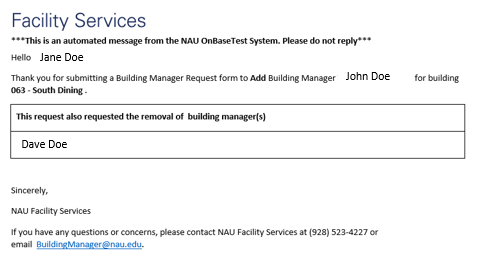 Facility Services
***This is an automated message from the NAU OnBaseTest System. Please do not reply***
Hello Jane Doe
Thank you for submitting a Building Manager Request form to Add Building Manager John Doe for building
063 - South Dining .
This request also requested the removal of building manager(s)
Dave Doe
Sincerely,
NAU Facility Services
If you have any questions or concerns, please contact NAU Facility Services at (928) 523-4227 or
email BuildingManager@nau.edu.